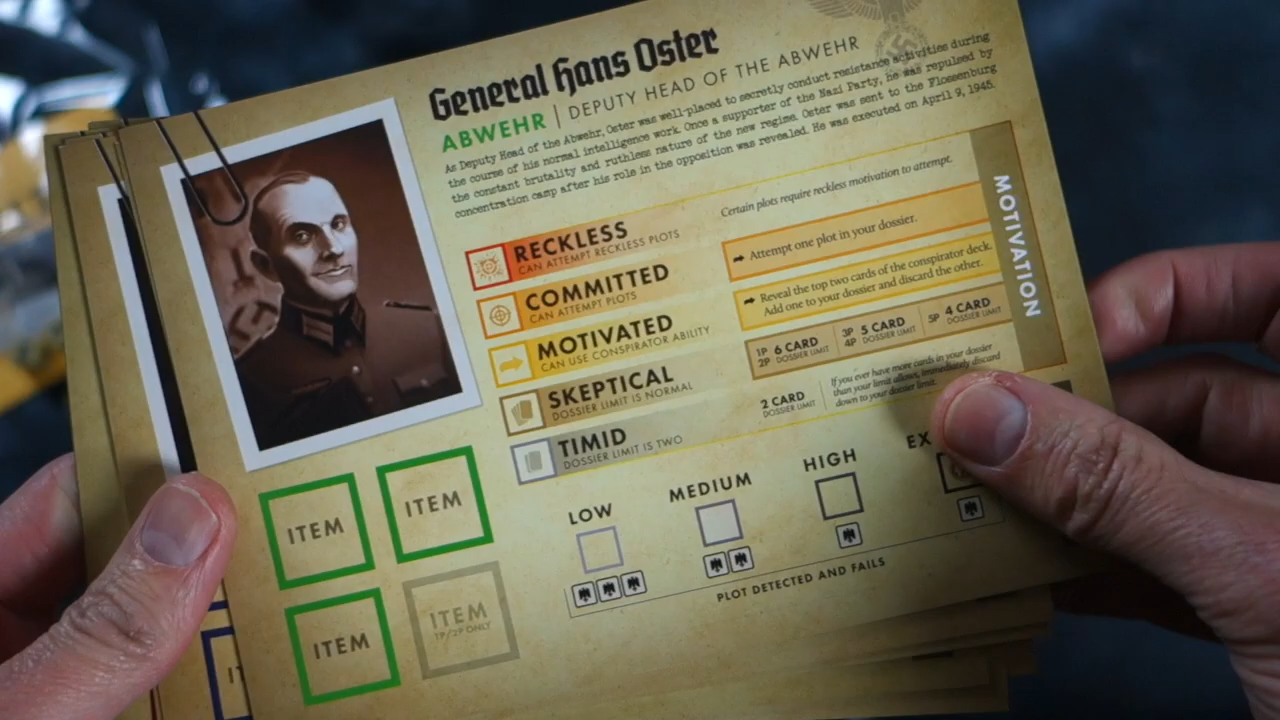 General Hans Oster
ABWEHR | DEPUTY HEAD OF THE ABWEHR
As Deputy Head of the Abwehr, Oster was well-placed to secretly conduct resistance activities during
the course of his normal intelligence work. Once a supporter of the Nazi Party, he was repulsed by
the constant brutality and ruthless nature of the new regime. Oster was sent to the Flossenburg
concentration camp after his role in the opposition was revealed. He was executed on April 9, 1945.
RECKLESS
CAN ATTEMPT RECKLESS PLOTS
Certain plots require reckless motivation to attempt.
COMMITTED
CAN ATTEMPT PLOTS
Attempt one plot in your dossier.
MOTIVATED
CAN USE CONSPIRATOR ABILITY
Reveal the top two cards of the conspirator deck.
Add one to your dossier and discard the other.
SKEPTICAL
DOSSIER LIMIT IS NORMAL
1P 2P 6 CARD DOSSIER LIMIT
3P 4P 5 CARD DOSSIER LIMIT
5P 4 CARD DOSSIER LIMIT
TIMID
DOSSIER LIMIT IS TWO
2 CARD
DOSSIER LIMIT
If you ever have more cards in your dossier
than your limit allows, immediately discard
down to your dossier limit.
MOTIVATION
ITEM
ITEM
ITEM
ITEM
1P/2P ONLY
LOW
MEDIUM
HIGH
EX
PLOT DETECTED AND FAILS